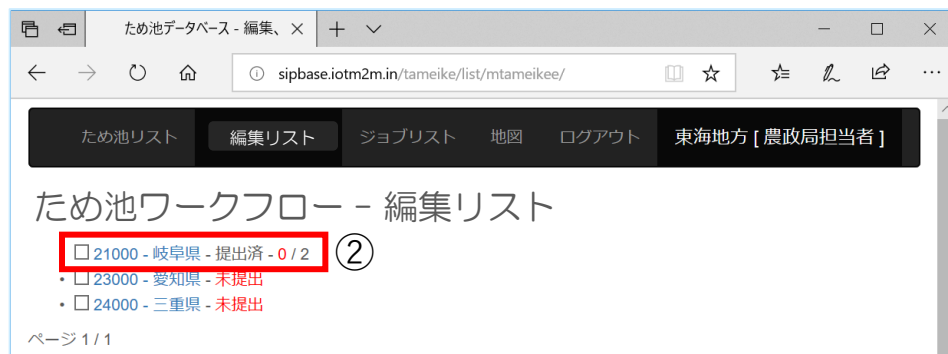 ため池データベース - 編集、
sipbase.iotm2m.in/tameike/list/mtameikee/
ため池リスト 編集リスト ジョブリスト 地図 ログアウト 東海地方 [ 農政局担当者 ]
ため池ワークフロー − 編集リスト
21000 - 岐阜県 - 提出済 - 0 / 2 ②
• 23000 - 愛知県 - 未提出
• 24000 - 三重県 - 未提出
ページ 1 / 1